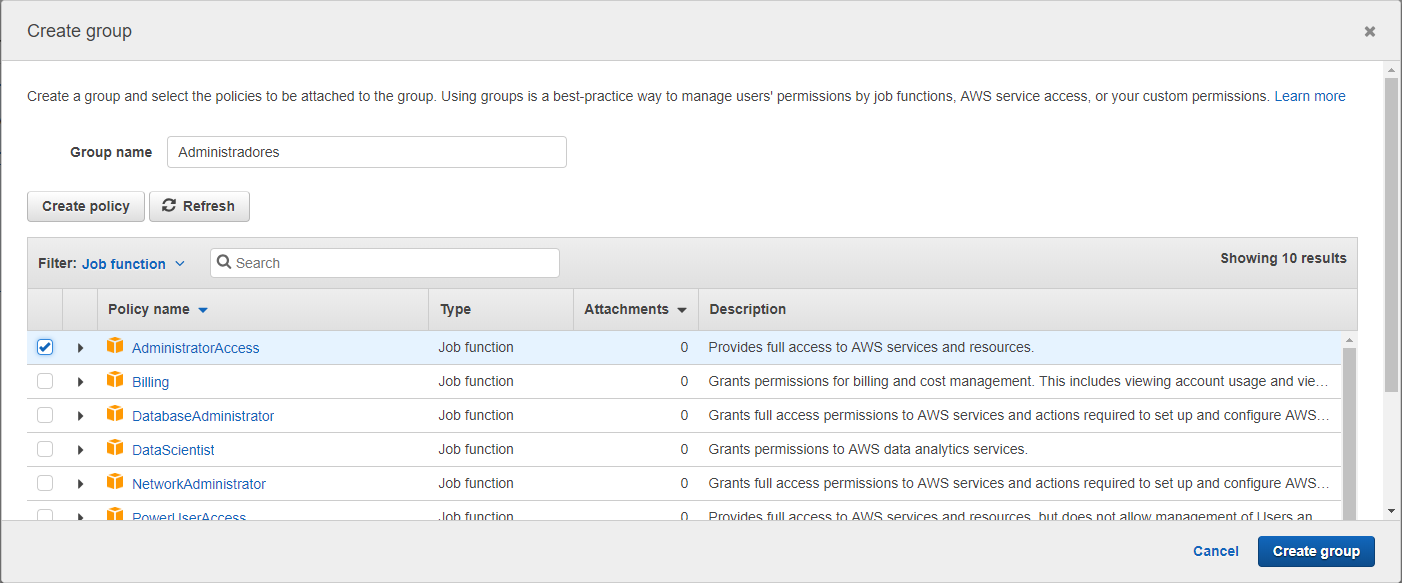 Create group
Create a group and select the policies to be attached to the group. Using groups is a best-practice way to manage users' permissions by job functions, AWS service access, or your custom permissions. Learn more
Group name Administradores
Create policy Refresh
Filter: Job function Search Showing 10 results
Policy name Type Attachments Description
AdministratorAccess Job function 0 Provides full access to AWS services and resources.
Billing Job function 0 Grants permissions for billing and cost management. This includes viewing account usage and vie...
DatabaseAdministrator Job function 0 Grants full access permissions to AWS services and actions required to set up and configure AWS...
DataScientist Job function 0 Grants permissions to AWS data analytics services.
NetworkAdministrator Job function 0 Grants full access permissions to AWS services and actions required to set up and configure AWS...
PowerUserAccess Job function 0 Provides full access to AWS services and resources, but does not allow management of Users an...
Cancel Create group